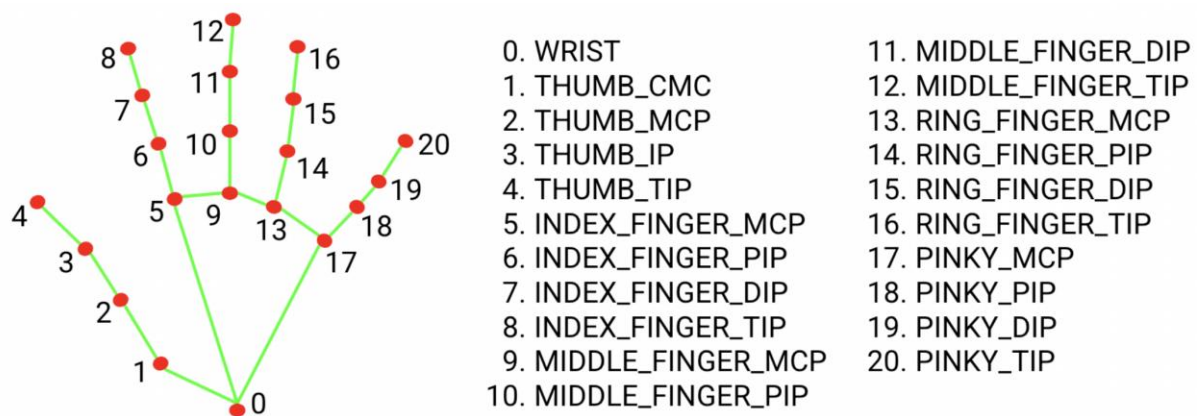 12
8
16
11
7
15
10
20
6
14
19
4
5
9
18
13
3
17
2
1
0
0. WRIST
1. THUMB_CMC
2. THUMB_MCP
3. THUMB_IP
4. THUMB_TIP
5. INDEX_FINGER_MCP
6. INDEX_FINGER_PIP
7. INDEX_FINGER_DIP
8. INDEX_FINGER_TIP
9. MIDDLE_FINGER_MCP
10. MIDDLE_FINGER_PIP
11. MIDDLE_FINGER_DIP
12. MIDDLE_FINGER_TIP
13. RING_FINGER_MCP
14. RING_FINGER_PIP
15. RING_FINGER_DIP
16. RING_FINGER_TIP
17. PINKY_MCP
18. PINKY_PIP
19. PINKY_DIP
20. PINKY_TIP